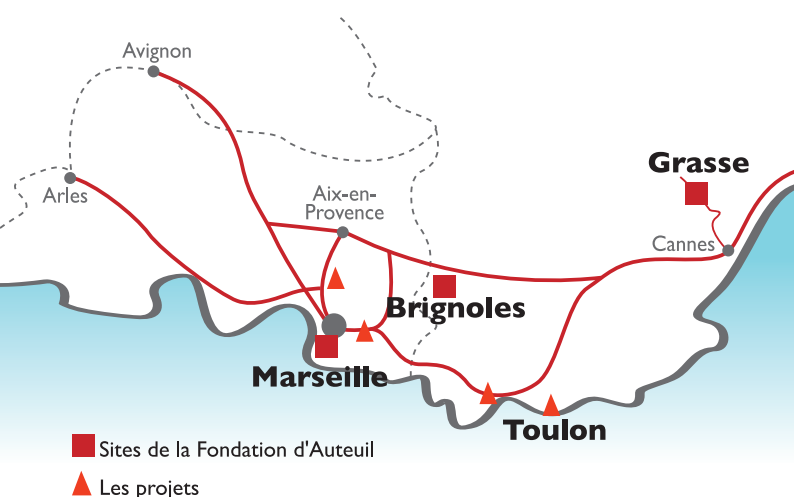 Avignon
Grasse
Arles
Aix-en-
Provence
Cannes
Brignoles
Marseille
Toulon
Sites de la Fondation d'Auteuil
Les projets